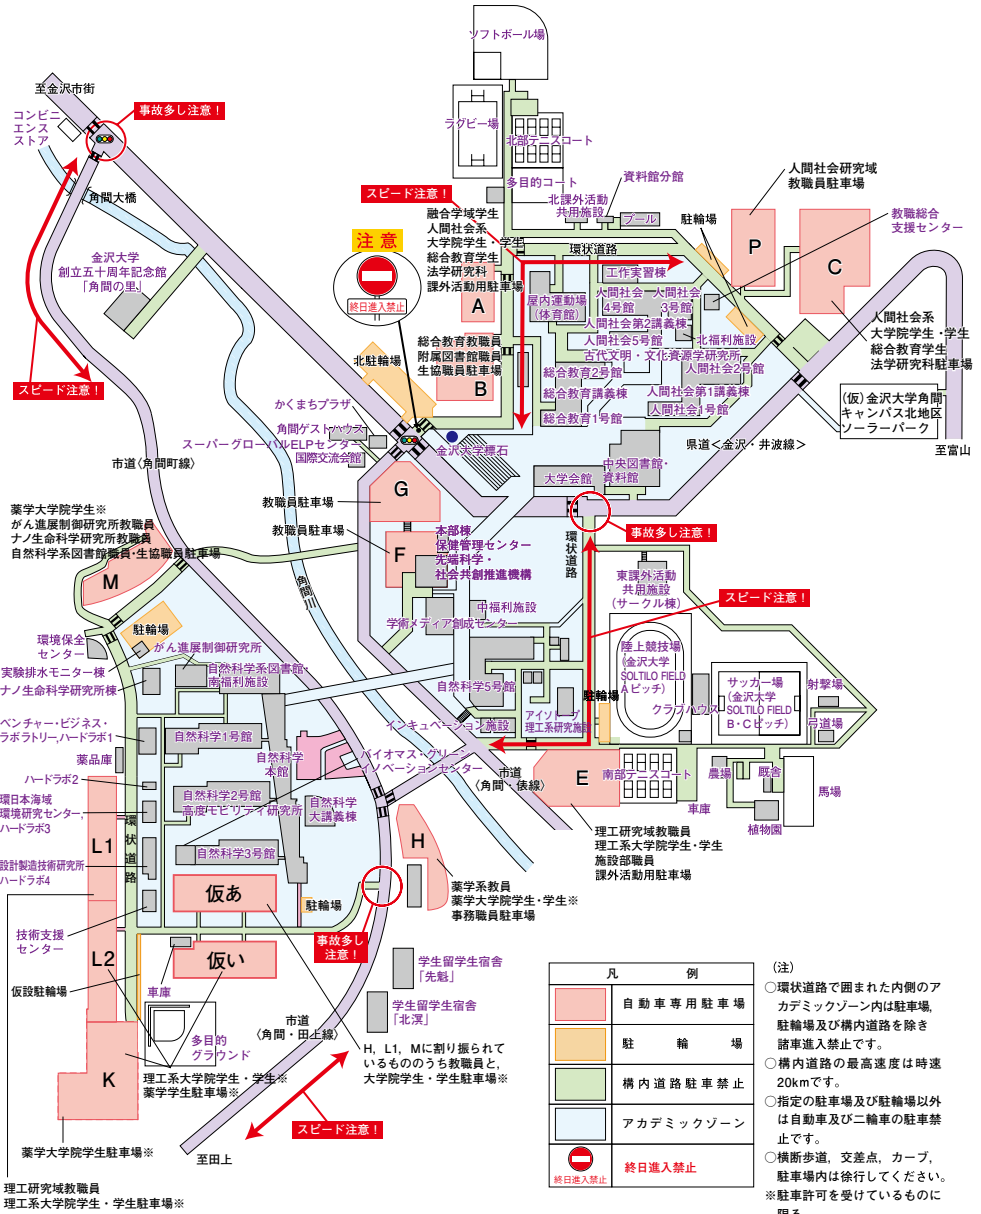 ソフトボール場
至金沢市街
コンビニ
エンス
ストア
事故多し注意！
ラグビー場
北部テニスコート
多目的コート
資料館分館
北課外活動
共用施設
プール
駐輪場
人間社会研究域
教職員駐車場
教職総合
支援センター
P
C
角間大橋
スピード注意！
融合学域学生
人間社会系
大学院学生・学生
総合教育学生
法学研究科
課外活動用駐車場
注意
終日進入禁止
金沢大学
創立五十周年記念館
「角間の里」
環状道路
工作実習棟
A
屋内運動場
（体育館）
人間社会
4号館
人間社会
3号館
人間社会第2講義棟
北福利施設
人間社会5号館
古代文明・文化資源学研究所
人間社会2号館
人間社会系
大学院学生・学生
総合教育学生
法学研究科駐車場
総合教育教職員
附属図書館職員
生協職員駐車場
北駐輪場
B
総合教育2号館
総合教育講義棟
総合教育1号館
人間社会第1講義棟
人間社会1号館
スピード注意！
（仮）金沢大学角間
キャンパス北地区
ソーラーパーク
至富山
かくまちプラザ
角間ゲストハウス
スーパーグローバルELPセンター
国際交流会館
金沢大学標石
県道＜金沢・井波線＞
市道〈角間町線〉
大学会館
中央図書館・
資料館
G
教職員駐車場
教職員駐車場
F
本部棟
保健管理センター
先端科学・
社会共創推進機構
環状道路
事故多し注意！
薬学大学院学生※
がん進展制御研究所教職員
ナノ生命科学研究所教職員
自然科学系図書館職員・生協職員駐車場
M
角間川
東課外活動
共用施設
（サークル棟）
スピード注意！
中福利施設
学術メディア創成センター
駐輪場
環境保全
センター
がん進展制御研究所
実験排水モニター棟
ナノ生命科学研究所棟
自然科学系図書館・
南福利施設
陸上競技場
（金沢大学
SOLTILO FIELD
Aピッチ）
サッカー場
（金沢大学
SOLTILO FIELD
B・Cピッチ）
射撃場
自然科学5号館
駐輪場
クラブハウス
弓道場
アイソトープ
理工系研究施設
インキュベーション施設
ベンチャー・ビジネス・
ラボラトリー,ハードラボ1
自然科学1号館
自然科学
本館
バイオマス・グリーン
イノベーションセンター
薬品庫
市道
〈角間・俵線〉
E
南部テニスコート
農場
厩舎
馬場
ハードラボ2
自然科学2号館
高度モビリティ研究所
自然科学
大講義棟
車庫
植物園
環日本海域
環境研究センター,
ハードラボ3
環状道路
L1
H
理工研究域教職員
理工系大学院学生・学生
施設部職員
課外活動用駐車場
設計製造技術研究所
ハードラボ4
自然科学3号館
仮あ
駐輪場
薬学系教員
薬学大学院学生・学生※
事務職員駐車場
技術支援
センター
事故多し
注意！
L2
仮い
仮設駐輪場
車庫
学生留学生宿舎
「先魁」
学生留学生宿舎
「北溟」
多目的
グラウンド
市道
〈角間・田上線〉
H，L1，Mに割り振られて
いるもののうち教職員と，
大学院学生・学生駐車場※
K
理工系大学院学生・学生※
薬学学生駐車場※
スピード注意！
薬学大学院学生駐車場※
至田上
理工研究域教職員
理工系大学院学生・学生駐車場※
凡例
自動車専用駐車場
駐輪場
構内道路駐車禁止
アカデミックゾーン
終日進入禁止
終日進入禁止
（注）
○環状道路で囲まれた内側のア
カデミックゾーン内は駐車場，
駐輪場及び構内道路を除き
諸車進入禁止です。
○構内道路の最高速度は時速
20kmです。
○指定の駐車場及び駐輪場以外
は自動車及び二輪車の駐車禁
止です。
○横断歩道，交差点，カーブ，
駐車場内は徐行してください。
※駐車許可を受けているものに
限る